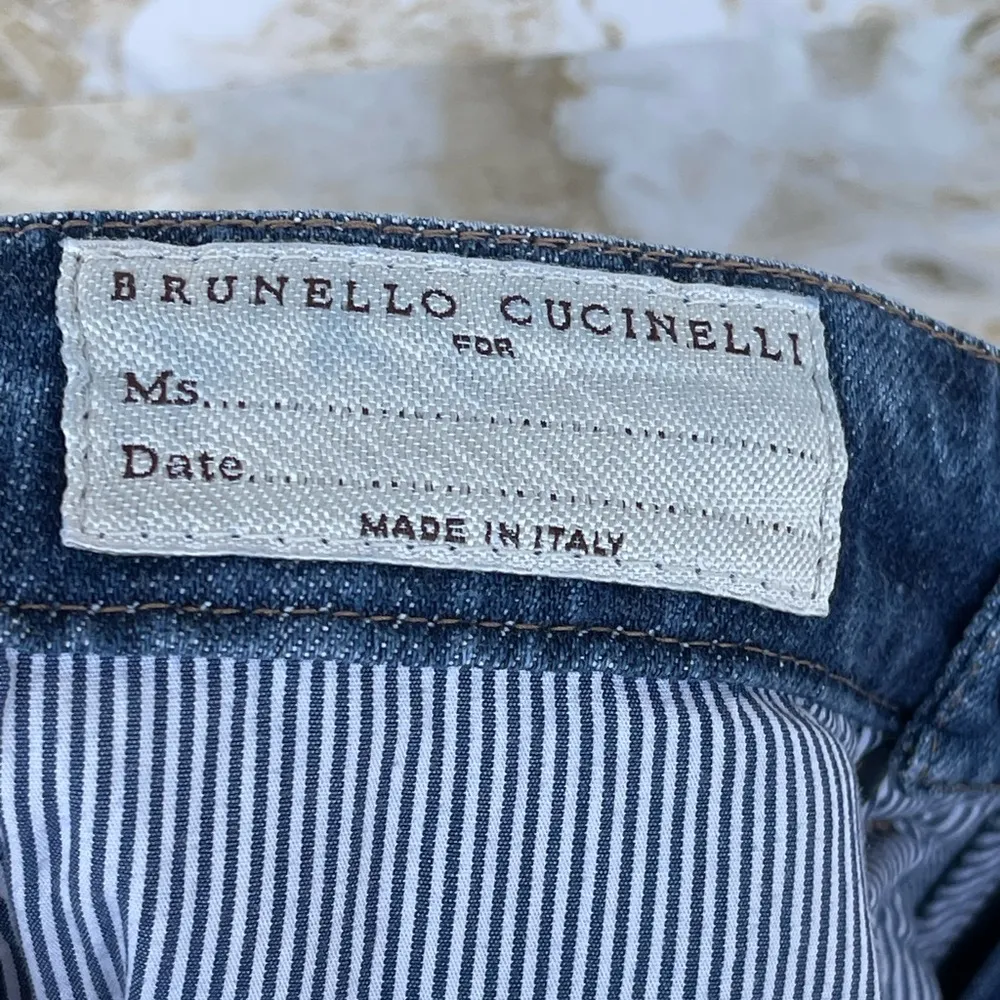 BRUNELLO CUCINELLI
FOR
Ms..............................................
Date..............................................
MADE IN ITALY